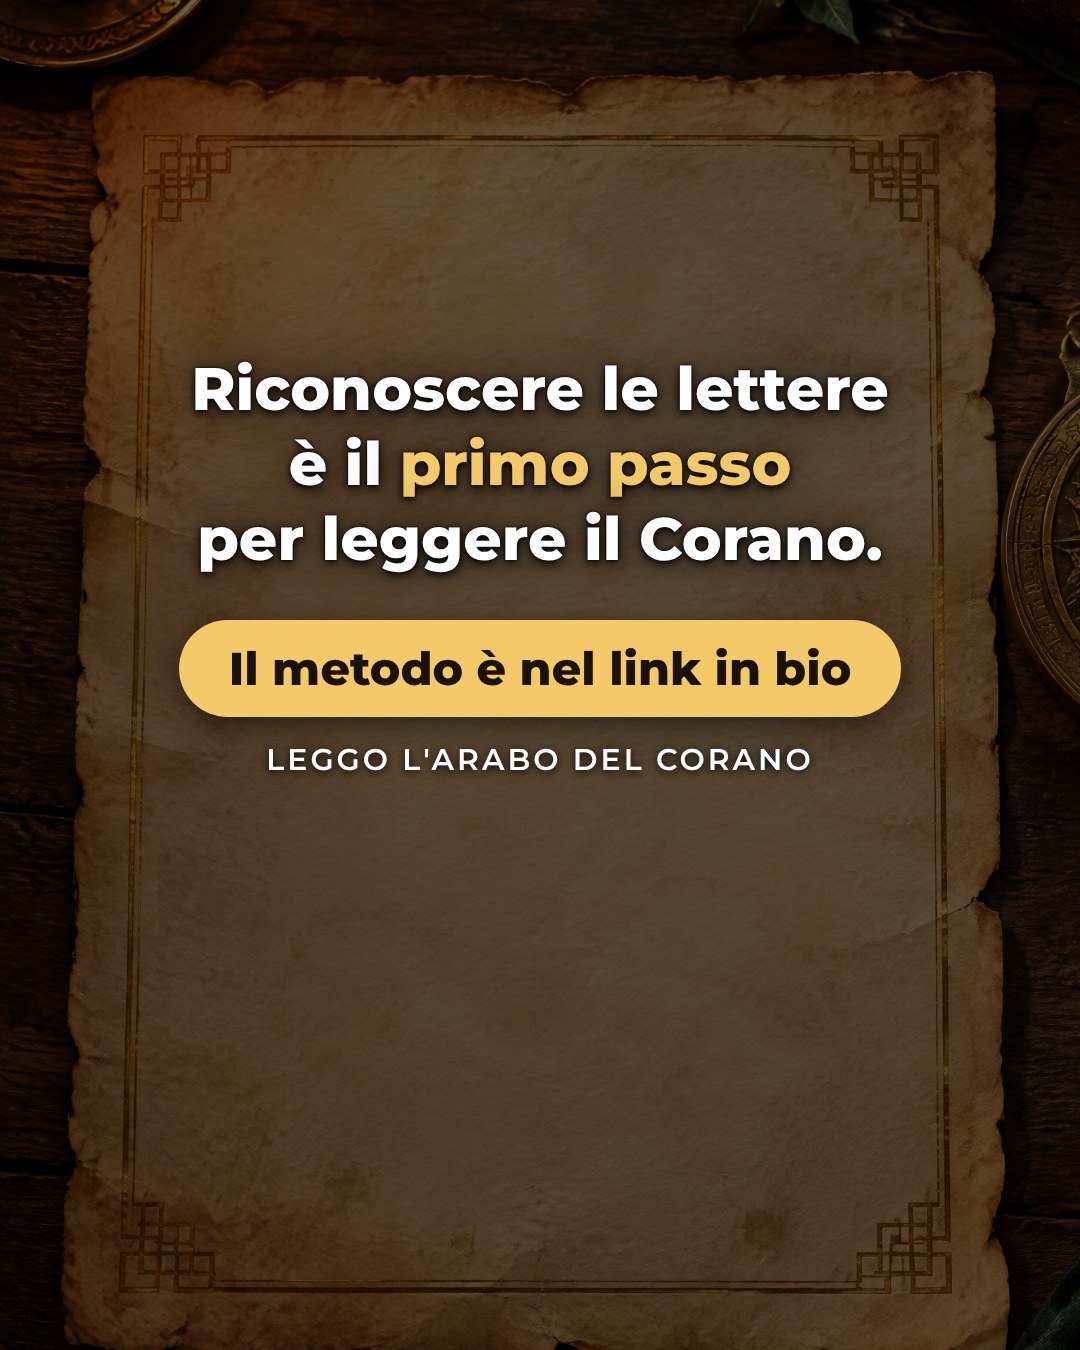 Riconoscere le lettere
è il primo passo
per leggere il Corano.
Il metodo è nel link in bio
LEGGO L'ARABO DEL CORANO